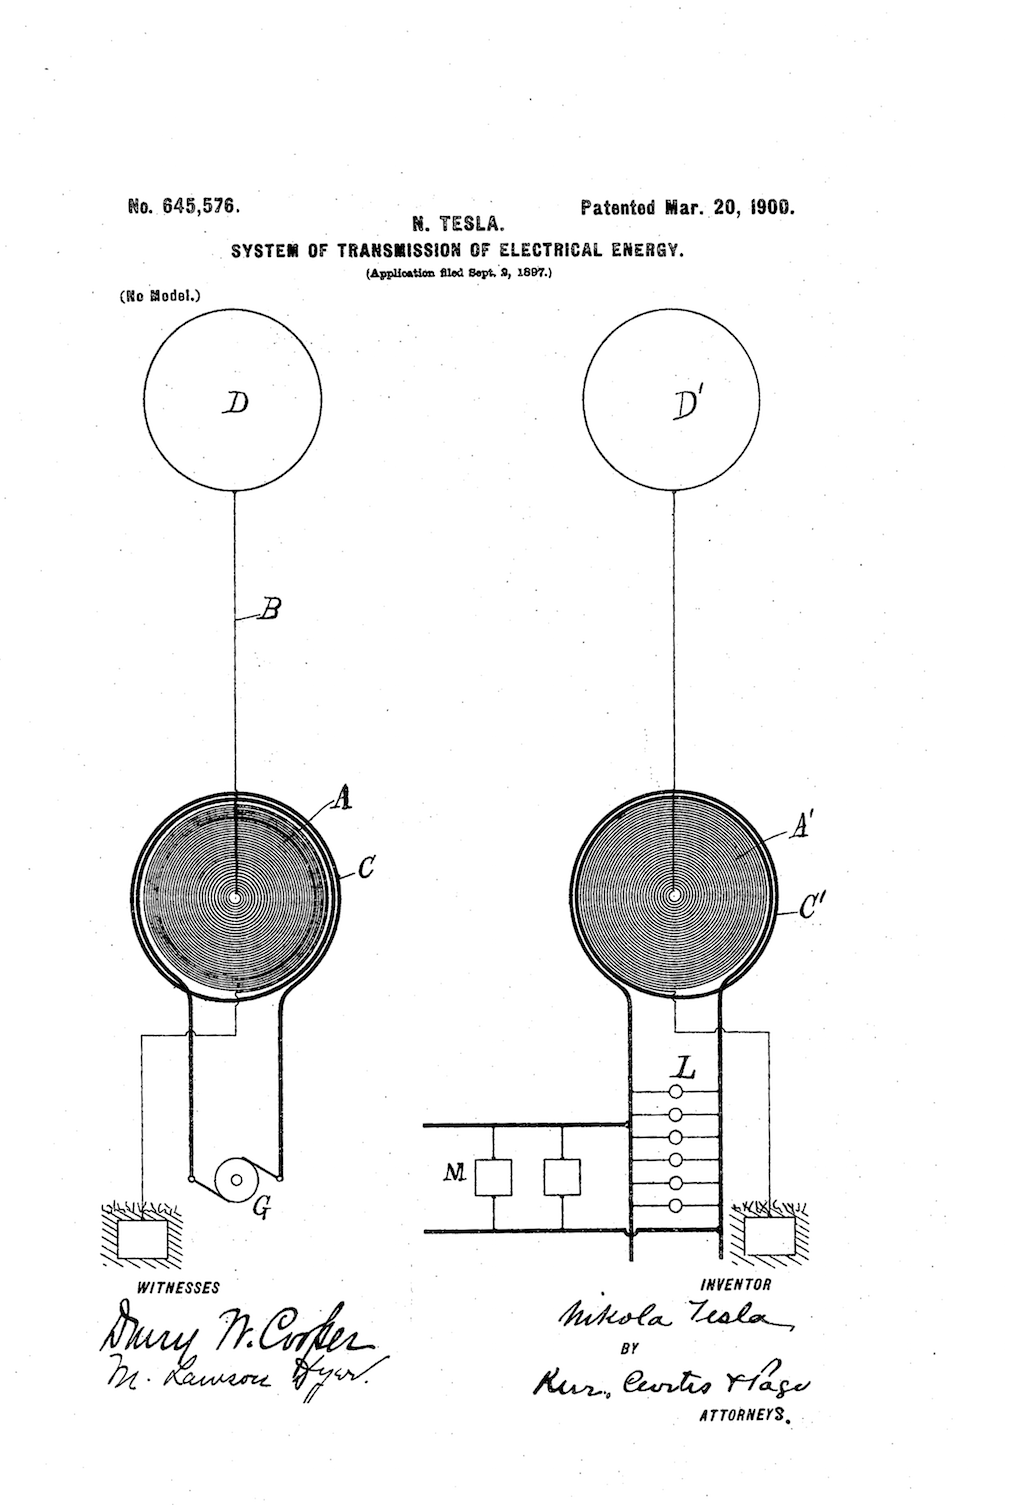 No. 645,576.
Patented Mar. 20, 1900.
N. TESLA.
SYSTEM OF TRANSMISSION OF ELECTRICAL ENERGY.
(Application filed Sept. 2, 1897.)
(No Model.)
D
D'
B
A
A'
C
C'
L
M
G
WITNESSES
INVENTOR
Drury W. Cooper
Nikola Tesla
M. Lawson Dyer.
BY
Kerr, Curtis & Page
ATTORNEYS.